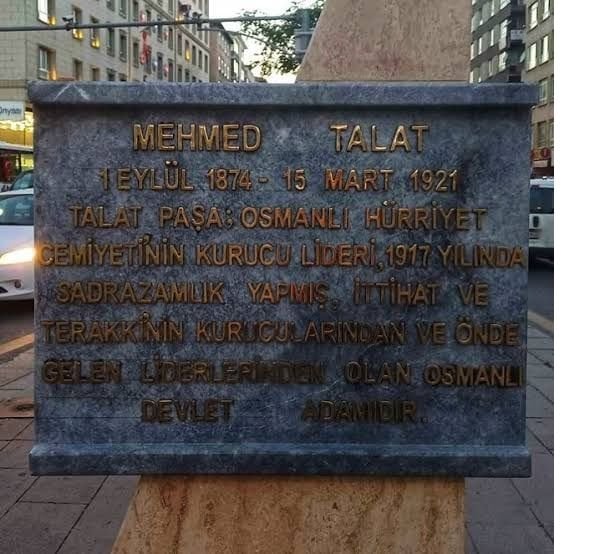 MEHMED TALAT
1 EYLÜL 1874 - 15 MART 1921
TALAT PAŞA; OSMANLI HÜRRİYET
CEMİYETİ'NİN KURUCU LİDERİ, 1917 YILINDA
SADRAZAMLIK YAPMIŞ, İTTİHAT VE
TERAKKİ'NİN KURUCULARINDAN VE ÖNDE
GELEN LİDERLERİNDEN OLAN OSMANLI
DEVLET ADAMIDIR.